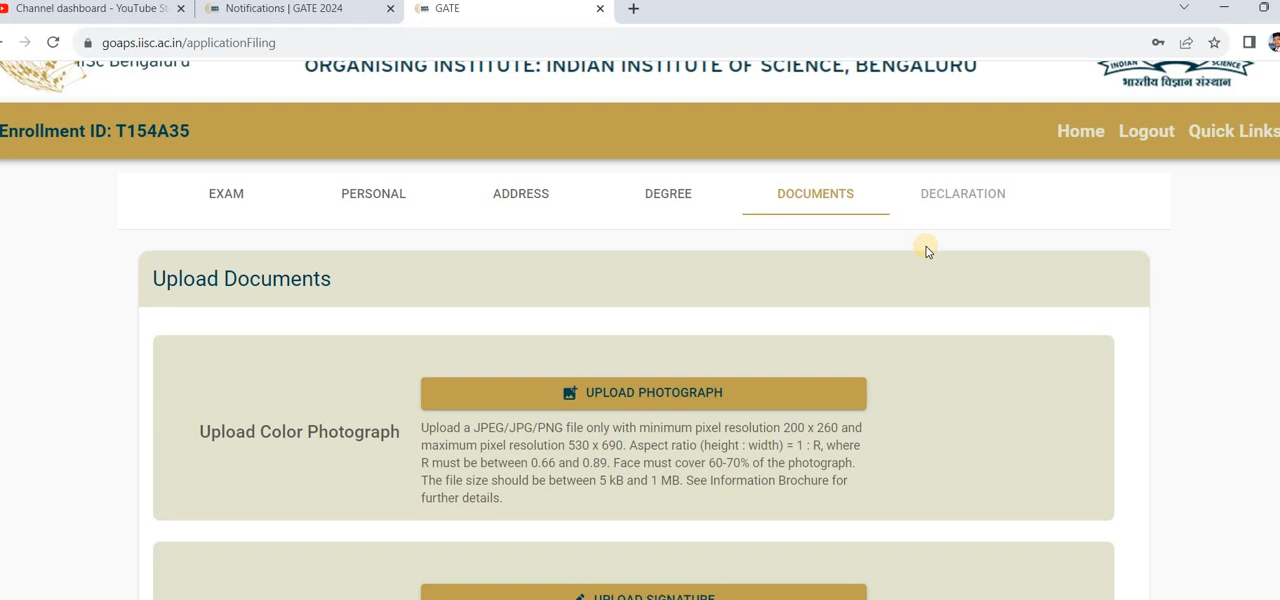 Channel dashboard - YouTube St
Notifications | GATE 2024
GATE
goaps.iisc.ac.in/applicationFiling
IISc Bengaluru
ORGANISING INSTITUTE: INDIAN INSTITUTE OF SCIENCE, BENGALURU
INDIAN
SCIENCE
भारतीय विज्ञान संस्थान
Enrollment ID: T154A35
Home Logout Quick Links
EXAM PERSONAL ADDRESS DEGREE DOCUMENTS DECLARATION
Upload Documents
UPLOAD PHOTOGRAPH
Upload Color Photograph
Upload a JPEG/JPG/PNG file only with minimum pixel resolution 200 x 260 and
maximum pixel resolution 530 x 690. Aspect ratio (height : width) = 1 : R, where
R must be between 0.66 and 0.89. Face must cover 60-70% of the photograph.
The file size should be between 5 kB and 1 MB. See Information Brochure for
further details.
UPLOAD SIGNATURE